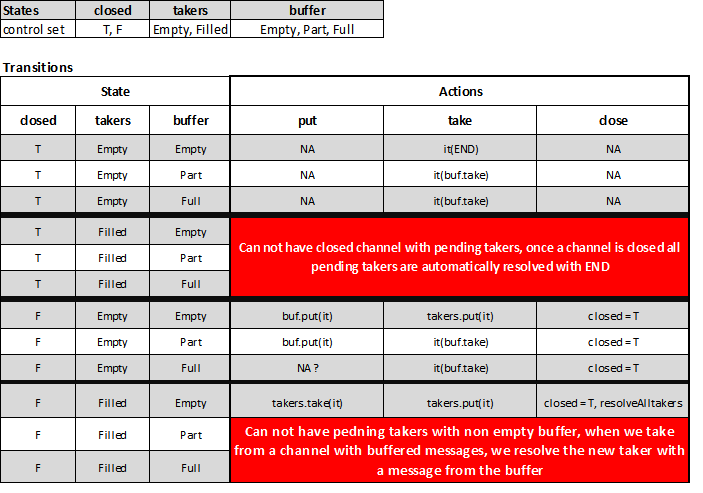 States closed takers buffer
control set T, F Empty, Filled Empty, Part, Full
Transitions
State Actions
closed takers buffer put take close
T Empty Empty NA it(END) NA
T Empty Part NA it(buf.take) NA
T Empty Full NA it(buf.take) NA
T Filled Empty
T Filled Part
T Filled Full
Can not have closed channel with pending takers, once a channel is closed all
pending takers are automatically resolved with END
F Empty Empty buf.put(it) takers.put(it) closed = T
F Empty Part buf.put(it) it(buf.take) closed = T
F Empty Full NA ? it(buf.take) closed = T
F Filled Empty takers.take(it) takers.put(it) closed = T, resolveAlltakers
F Filled Part
F Filled Full
Can not have pedning takers with non empty buffer, when we take
from a channel with buffered messages, we resolve the new taker with
a message from the buffer